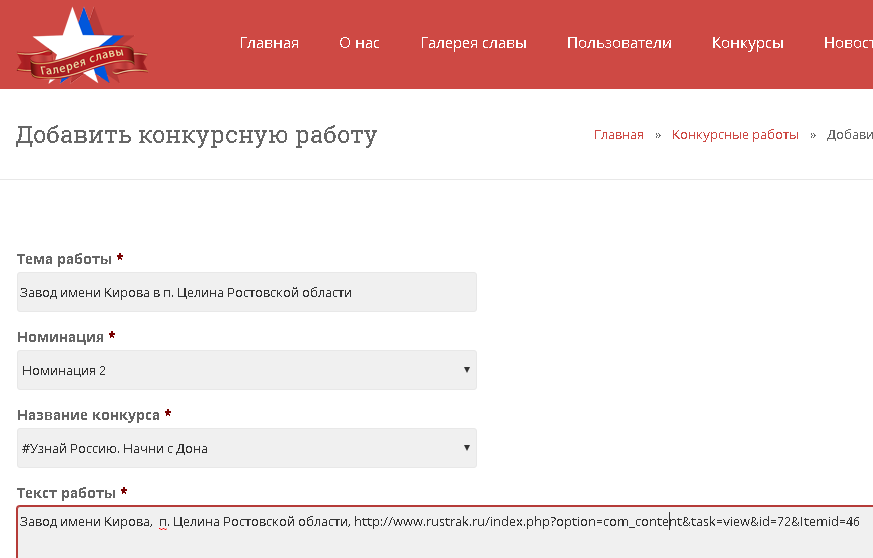 Галерея славы
Главная О нас Галерея славы Пользователи Конкурсы Новост
Добавить конкурсную работу
Главная » Конкурсные работы » Добави
Тема работы *
Завод имени Кирова в п. Целина Ростовской области
Номинация *
Номинация 2
Название конкурса *
#Узнай Россию. Начни с Дона
Текст работы *
Завод имени Кирова, п. Целина Ростовской области, http://www.rustrak.ru/index.php?option=com_content&task=view&id=72&Itemid=46